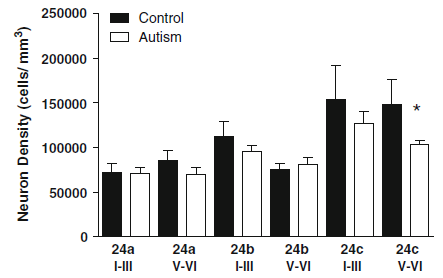 250000
200000
150000
100000
50000
0
Neuron Density (cells/ mm³)
Control
Autism
*
24a 24a 24b 24b 24c 24c
I-III V-VI I-III V-VI I-III V-VI